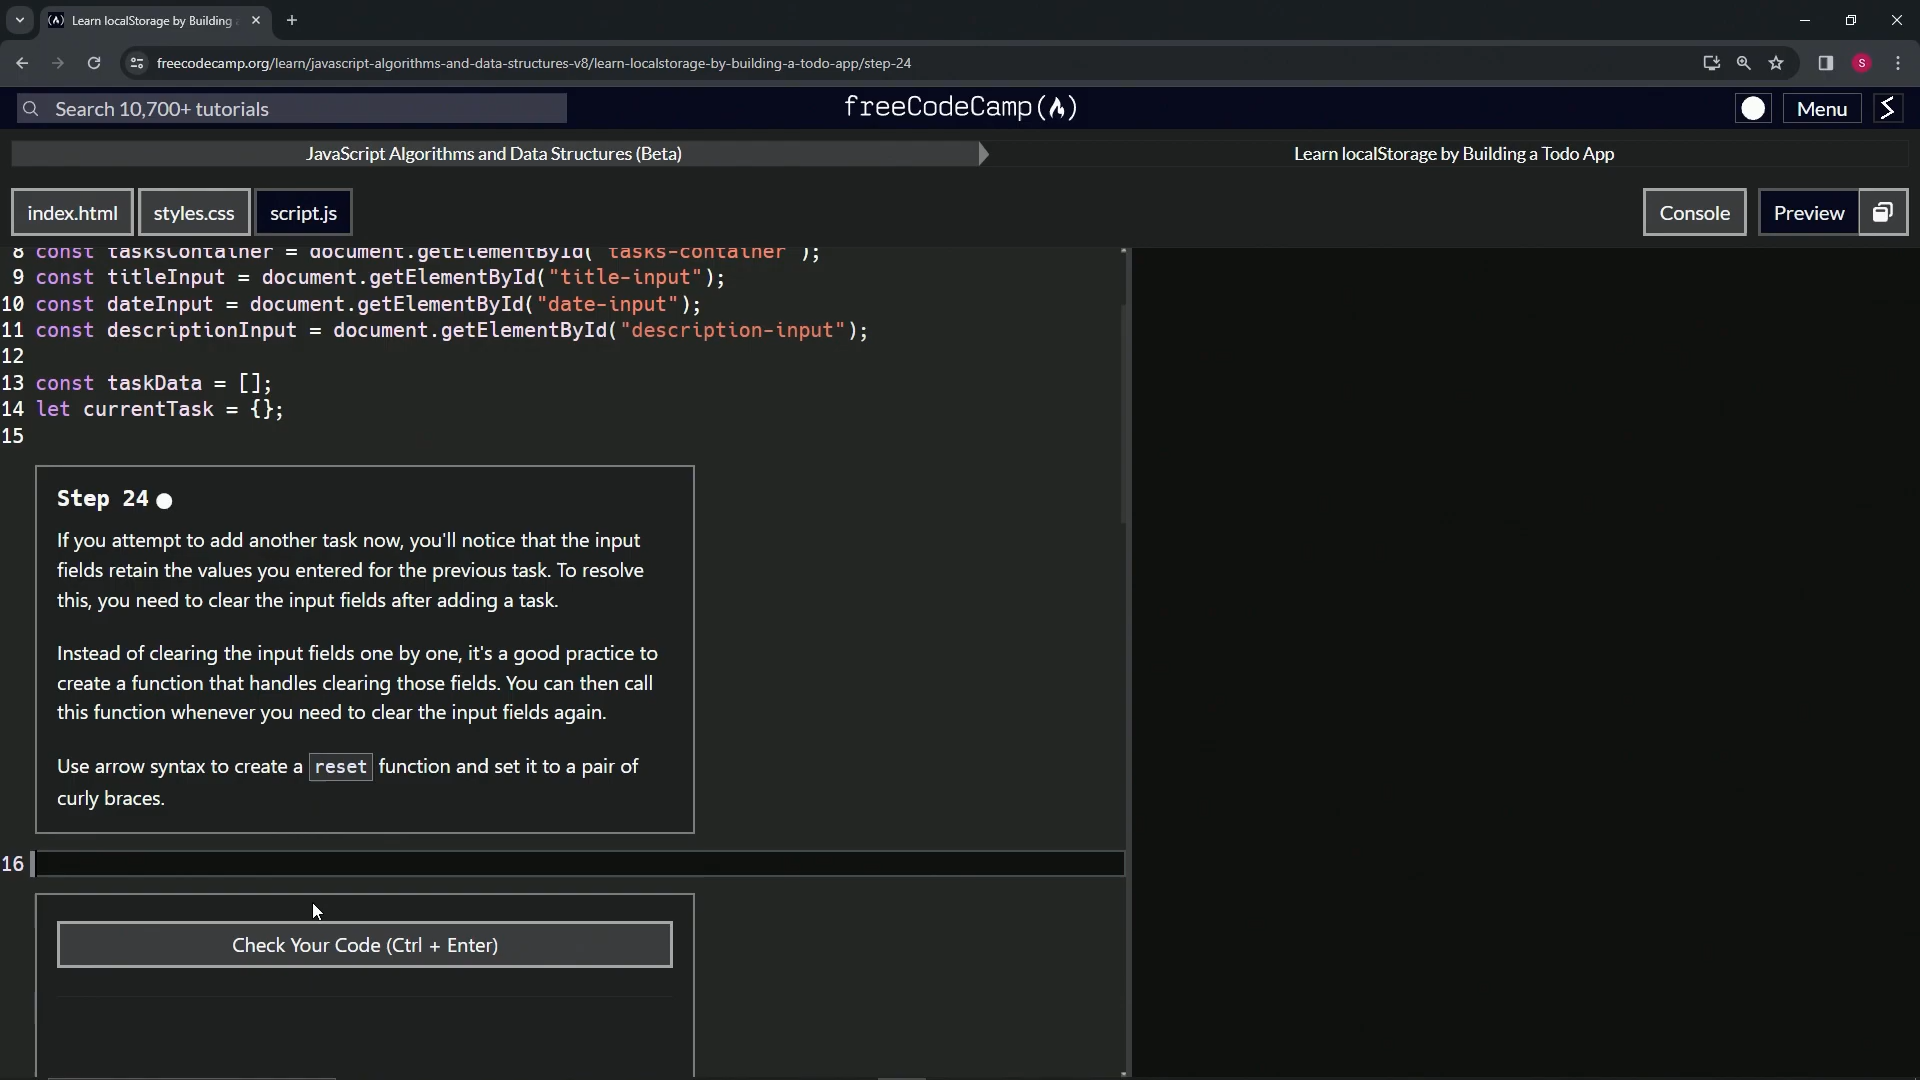 Learn localStorage by Building
freecodecamp.org/learn/javascript-algorithms-and-data-structures-v8/learn-localstorage-by-building-a-todo-app/step-24
S
Search 10,700+ tutorials
freeCodeCamp
Menu
JavaScript Algorithms and Data Structures (Beta)
Learn localStorage by Building a Todo App
index.html
styles.css
script.js
Console
Preview
8 const tasksContainer = document.getElementById("tasks-container");
9 const titleInput = document.getElementById("title-input");
10 const dateInput = document.getElementById("date-input");
11 const descriptionInput = document.getElementById("description-input");
12
13 const taskData = [];
14 let currentTask = {};
15
Step 24
If you attempt to add another task now, you'll notice that the input
fields retain the values you entered for the previous task. To resolve
this, you need to clear the input fields after adding a task.
Instead of clearing the input fields one by one, it's a good practice to
create a function that handles clearing those fields. You can then call
this function whenever you need to clear the input fields again.
Use arrow syntax to create a reset function and set it to a pair of
curly braces.
16
Check Your Code (Ctrl + Enter)